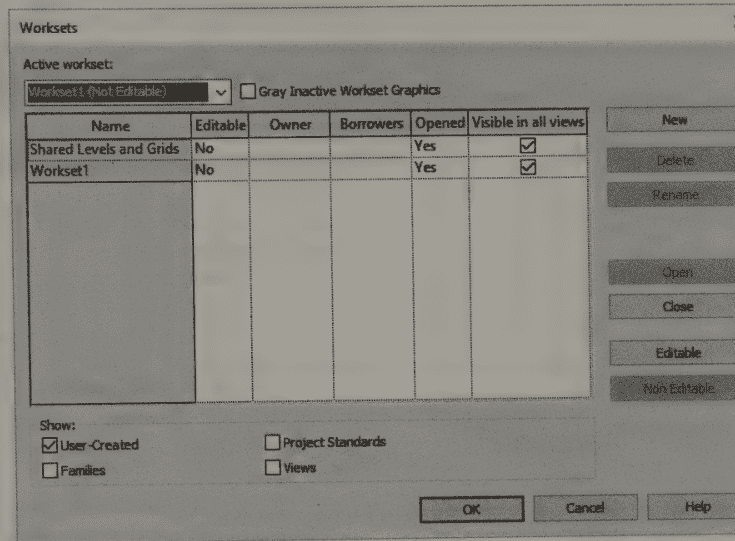 Worksets
Active workset:
Workset1 (Not Editable)
Gray Inactive Workset Graphics
Name Editable Owner Borrowers Opened Visible in all views
Shared Levels and Grids No Yes
Workset1 No Yes
New
Delete
Rename
Open
Close
Editable
Non Editable
Show:
User-Created Project Standards
Families Views
OK Cancel Help